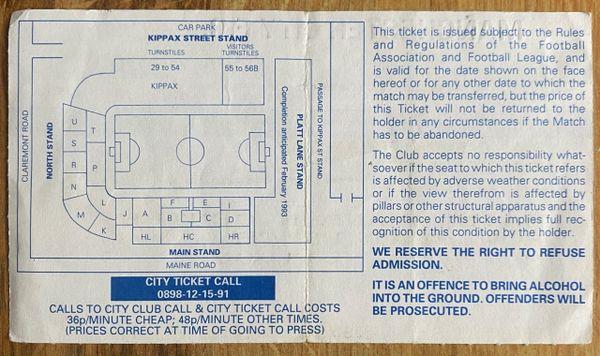 CAR PARK
KIPPAX STREET STAND
TURNSTILES
VISITORS
TURNSTILES
29 to 54
55 to 56B
KIPPAX
CLAREMONT ROAD
NORTH STAND
PLATT LANE STAND
Completion anticipated February 1993
PASSAGE TO KIPPAX ST STAND
U
T
S
R
P
N
L
M
K
J
A
F
E
I
B
C
D
HL
HC
HR
MAIN STAND
MAINE ROAD
CITY TICKET CALL
0898-12-15-91
CALLS TO CITY CLUB CALL & CITY TICKET CALL COSTS
36p/MINUTE CHEAP; 48p/MINUTE OTHER TIMES.
(PRICES CORRECT AT TIME OF GOING TO PRESS)
This ticket is issued subject to the Rules
and Regulations of the Football
Association and Football League, and
is valid for the date shown on the face
hereof or for any other date to which the
match may be transferred, but the price of
this Ticket will not be returned to the
holder in any circumstances if the Match
has to be abandoned.
The Club accepts no responsibility what-
soever if the seat to which this ticket refers
is affected by adverse weather conditions
or if the view therefrom is affected by
pillars or other structural apparatus and the
acceptance of this ticket implies full rec-
ognition of this condition by the holder.
WE RESERVE THE RIGHT TO REFUSE
ADMISSION.
IT IS AN OFFENCE TO BRING ALCOHOL
INTO THE GROUND. OFFENDERS WILL
BE PROSECUTED.